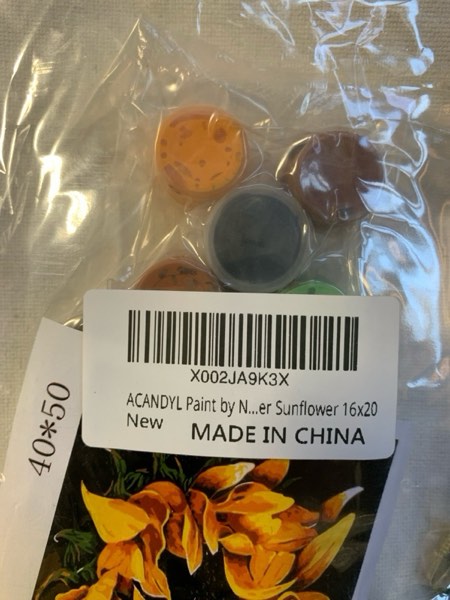 X002JA9K3X
ACANDYL Paint by N...er Sunflower 16x20
New MADE IN CHINA
40*50